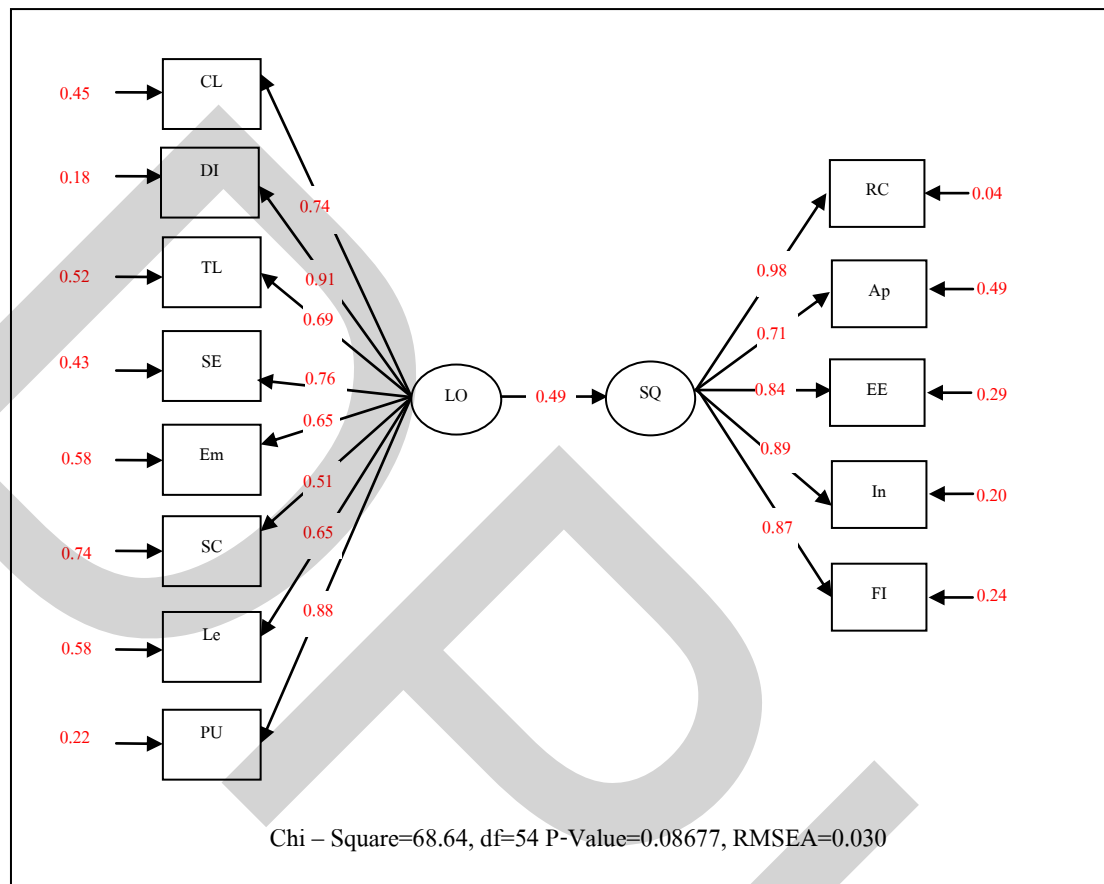 CL
0.45
DI
0.18
TL
0.52
SE
0.43
Em
0.58
SC
0.74
Le
0.58
PU
0.22
0.74
0.91
0.69
0.76
0.65
0.51
0.65
0.88
LO
0.49
SQ
0.98
0.71
0.84
0.89
0.87
RC
0.04
Ap
0.49
EE
0.29
In
0.20
FI
0.24
Chi – Square=68.64, df=54 P-Value=0.08677, RMSEA=0.030